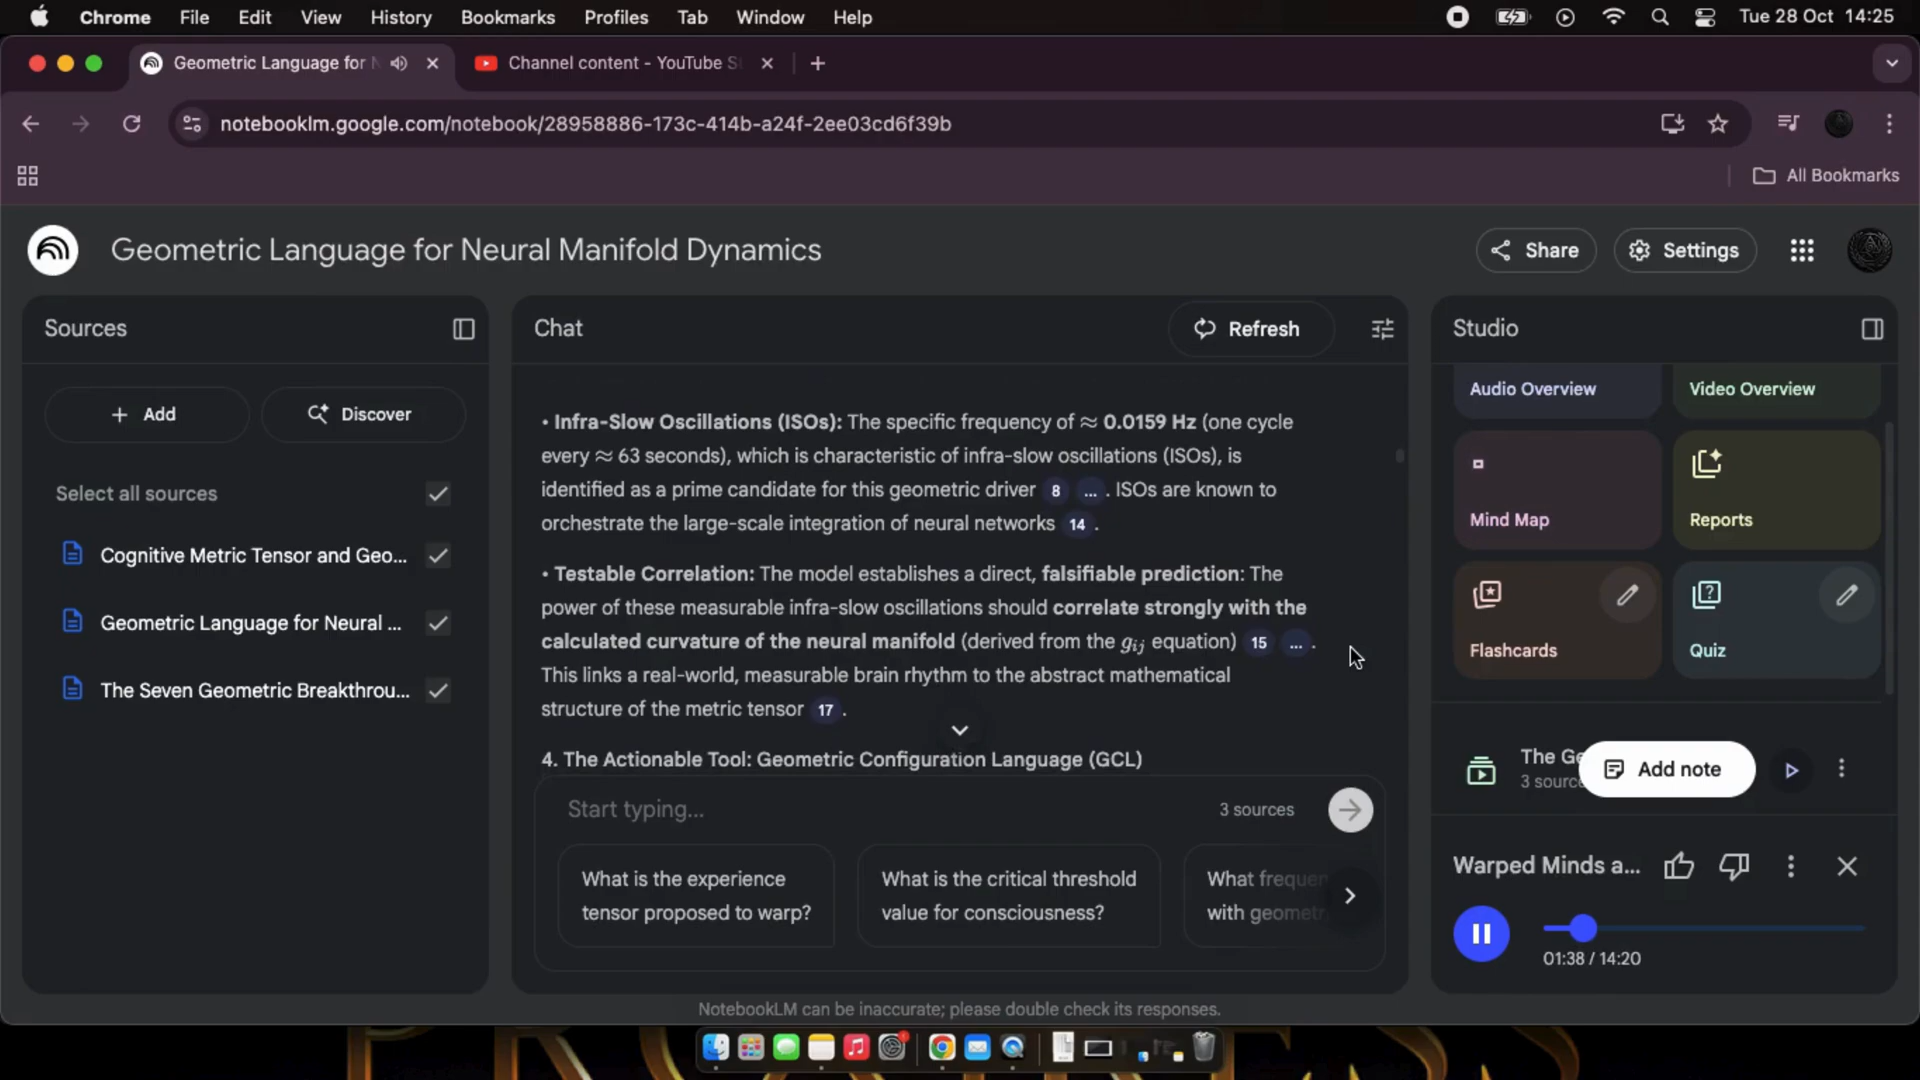 Chrome File Edit View History Bookmarks Profiles Tab Window Help Tue 28 Oct 14:25
Geometric Language for Channel content - YouTube S
notebooklm.google.com/notebook/28958886-173c-414b-a24f-2ee03cd6f39b
All Bookmarks
Geometric Language for Neural Manifold Dynamics
Share Settings
Sources
Add Discover
Select all sources
Cognitive Metric Tensor and Geo...
Geometric Language for Neural ...
The Seven Geometric Breakthrou...
Chat Refresh
• Infra-Slow Oscillations (ISOs): The specific frequency of ≈ 0.0159 Hz (one cycle
every ≈ 63 seconds), which is characteristic of infra-slow oscillations (ISOs), is
identified as a prime candidate for this geometric driver 8 ... . ISOs are known to
orchestrate the large-scale integration of neural networks 14 .
• Testable Correlation: The model establishes a direct, falsifiable prediction: The
power of these measurable infra-slow oscillations should correlate strongly with the
calculated curvature of the neural manifold (derived from the gij equation) 15 ... .
This links a real-world, measurable brain rhythm to the abstract mathematical
structure of the metric tensor 17 .
4. The Actionable Tool: Geometric Configuration Language (GCL)
Start typing... 3 sources
What is the experience
tensor proposed to warp?
What is the critical threshold
value for consciousness?
What
with
Studio
Audio Overview Video Overview
Mind Map Reports
Flashcards Quiz
The
3
Add note
Warped Minds a...
01:38 / 14:20
NotebookLM can be inaccurate; please double check its responses.